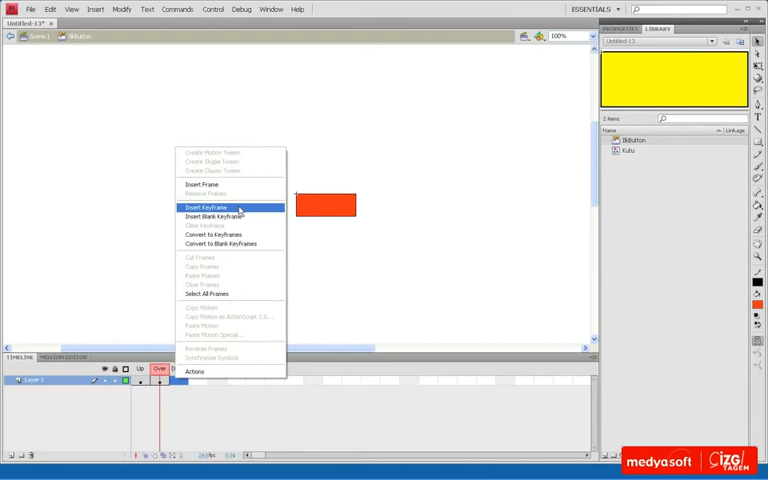 Fl File Edit View Insert Modify Text Commands Control Debug Window Help ESSENTIALS
Untitled-13*
Scene 1 IlkButton 100%
PROPERTIES LIBRARY
Untitled-13
2 items
Name Linkage
IlkButton
Kutu
Create Motion Tween
Create Shape Tween
Create Classic Tween
Insert Frame
Remove Frames
Insert Keyframe
Insert Blank Keyframe
Clear Keyframe
Convert to Keyframes
Convert to Blank Keyframes
Cut Frames
Copy Frames
Paste Frames
Clear Frames
Select All Frames
Copy Motion
Copy Motion as ActionScript 3.0...
Paste Motion
Paste Motion Special...
Reverse Frames
Synchronize Symbols
Actions
TIMELINE MOTION EDITOR
Up Over D
Layer 1
medyasoft ÇİZGİ TAGEM